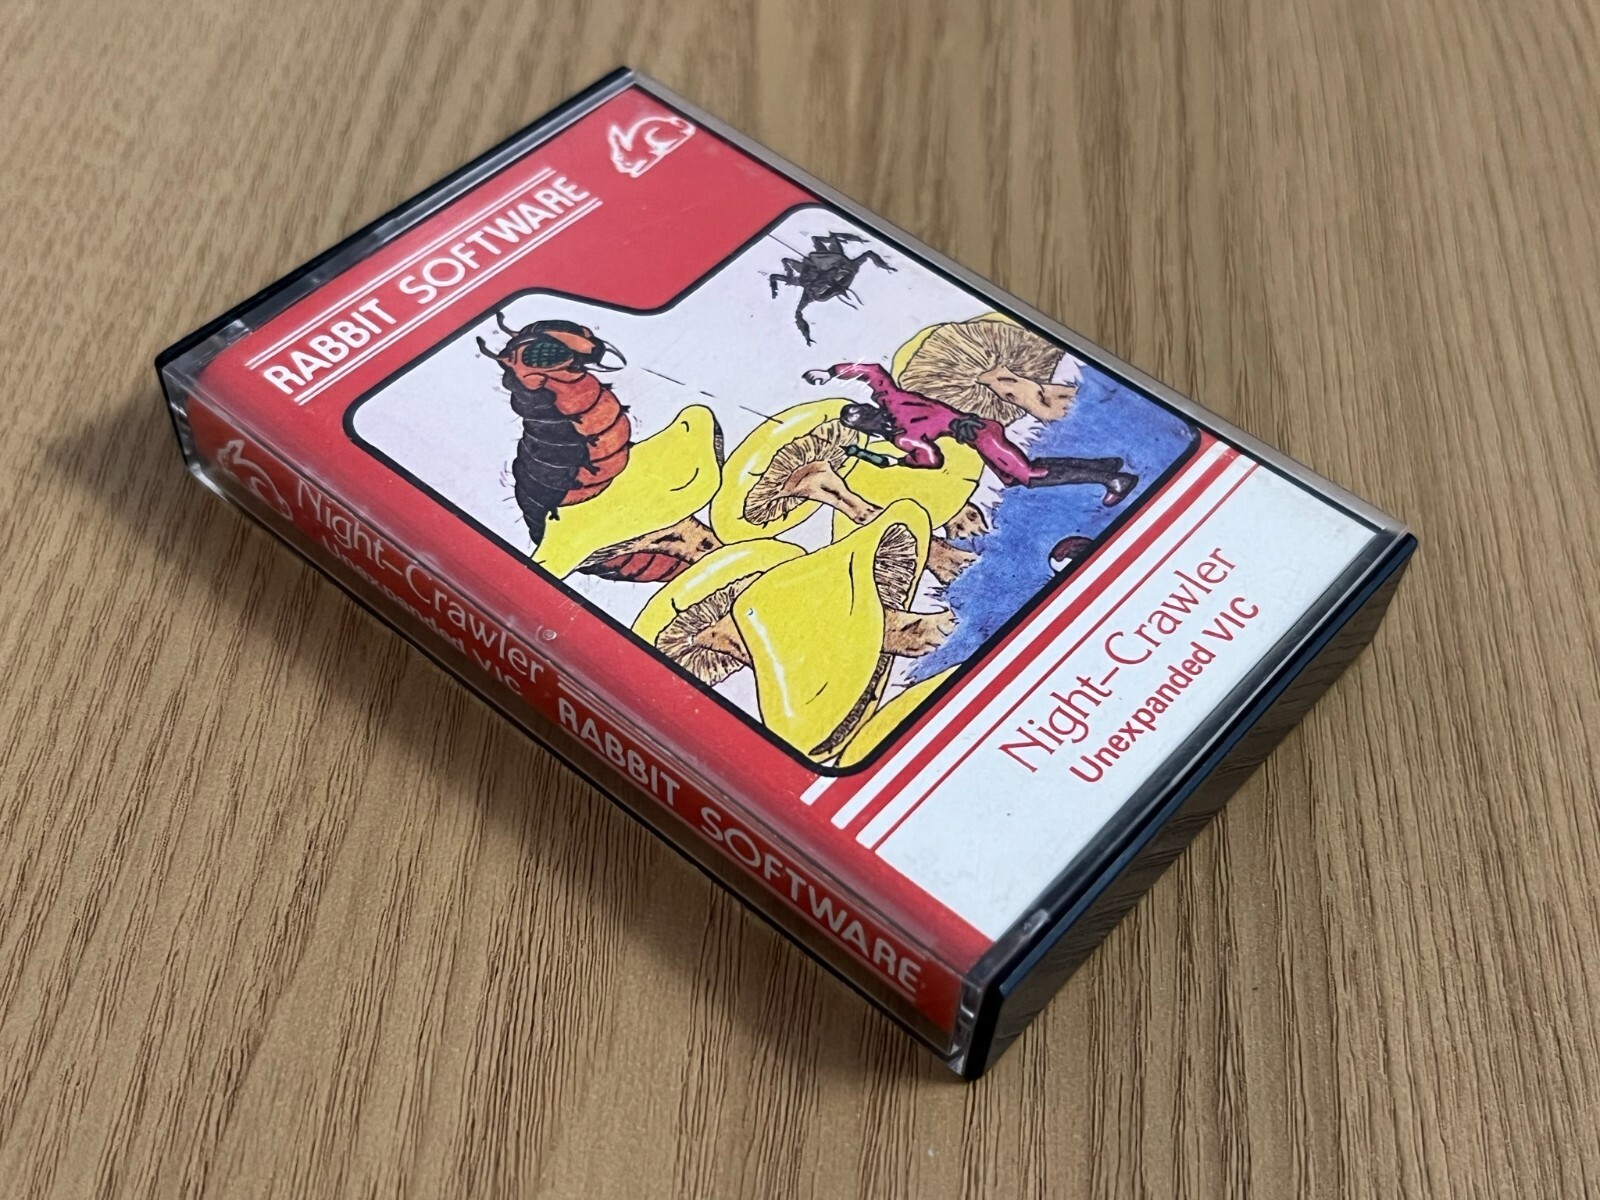 RABBIT SOFTWARE
Night-Crawler
Unexpanded VIC
Night-Crawler
Unexpanded VIC
RABBIT SOFTWARE
®